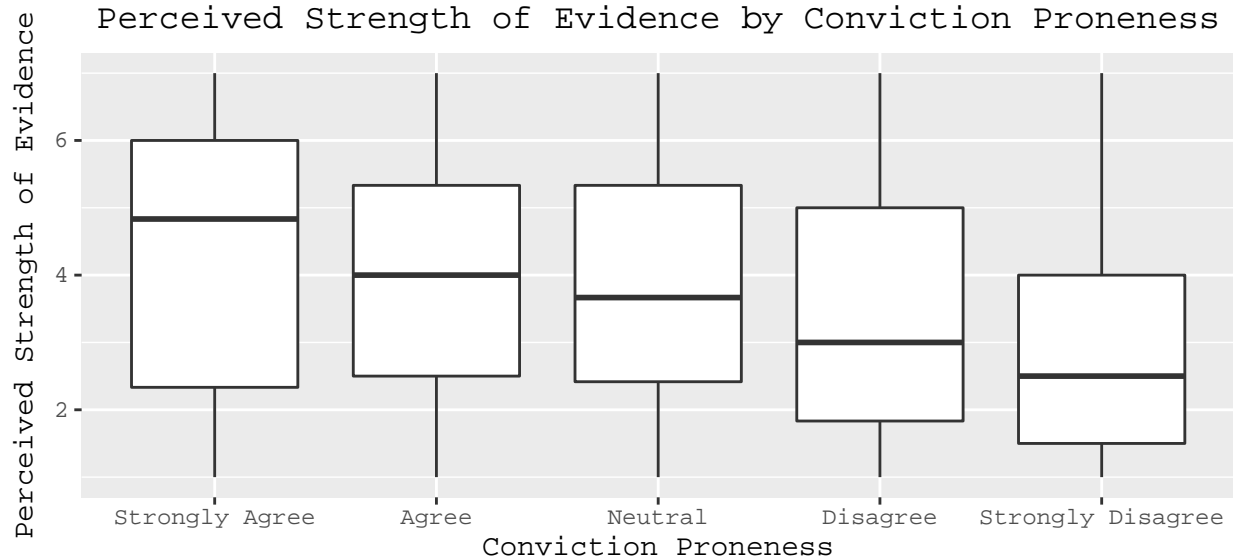 Perceived Strength of Evidence by Conviction Proneness
Perceived Strength of Evidence
6
4
2
Strongly Agree
Agree
Neutral
Disagree
Strongly Disagree
Conviction Proneness